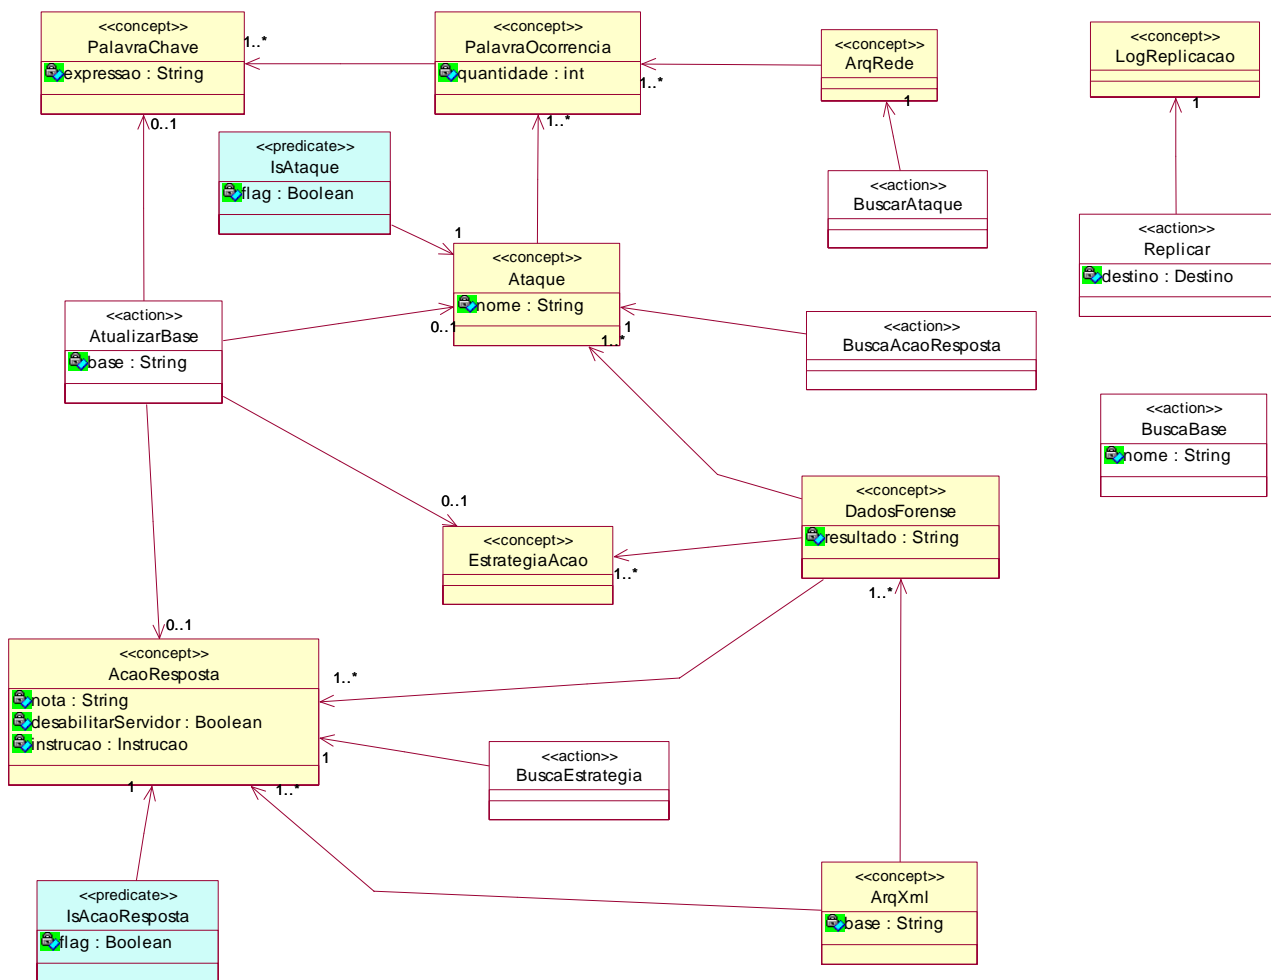 <<concept>>
PalavraChave
expressao : String
1..*
<<concept>>
PalavraOcorrencia
quantidade : int
1..*
<<concept>>
ArqRede
1
<<concept>>
LogReplicacao
1
0..1
1..*
<<predicate>>
IsAtaque
flag : Boolean
1
<<action>>
BuscarAtaque
<<action>>
Replicar
destino : Destino
<<concept>>
Ataque
nome : String
0..1
1
1..*
<<action>>
AtualizarBase
base : String
<<action>>
BuscaAcaoResposta
<<action>>
BuscaBase
nome : String
0..1
<<concept>>
EstrategiaAcao
1..*
<<concept>>
DadosForense
resultado : String
1..*
0..1
<<concept>>
AcaoResposta
nota : String
desabilitarServidor : Boolean
instrucao : Instrucao
1..*
1
1
1..*
<<action>>
BuscaEstrategia
<<predicate>>
IsAcaoResposta
flag : Boolean
<<concept>>
ArqXml
base : String